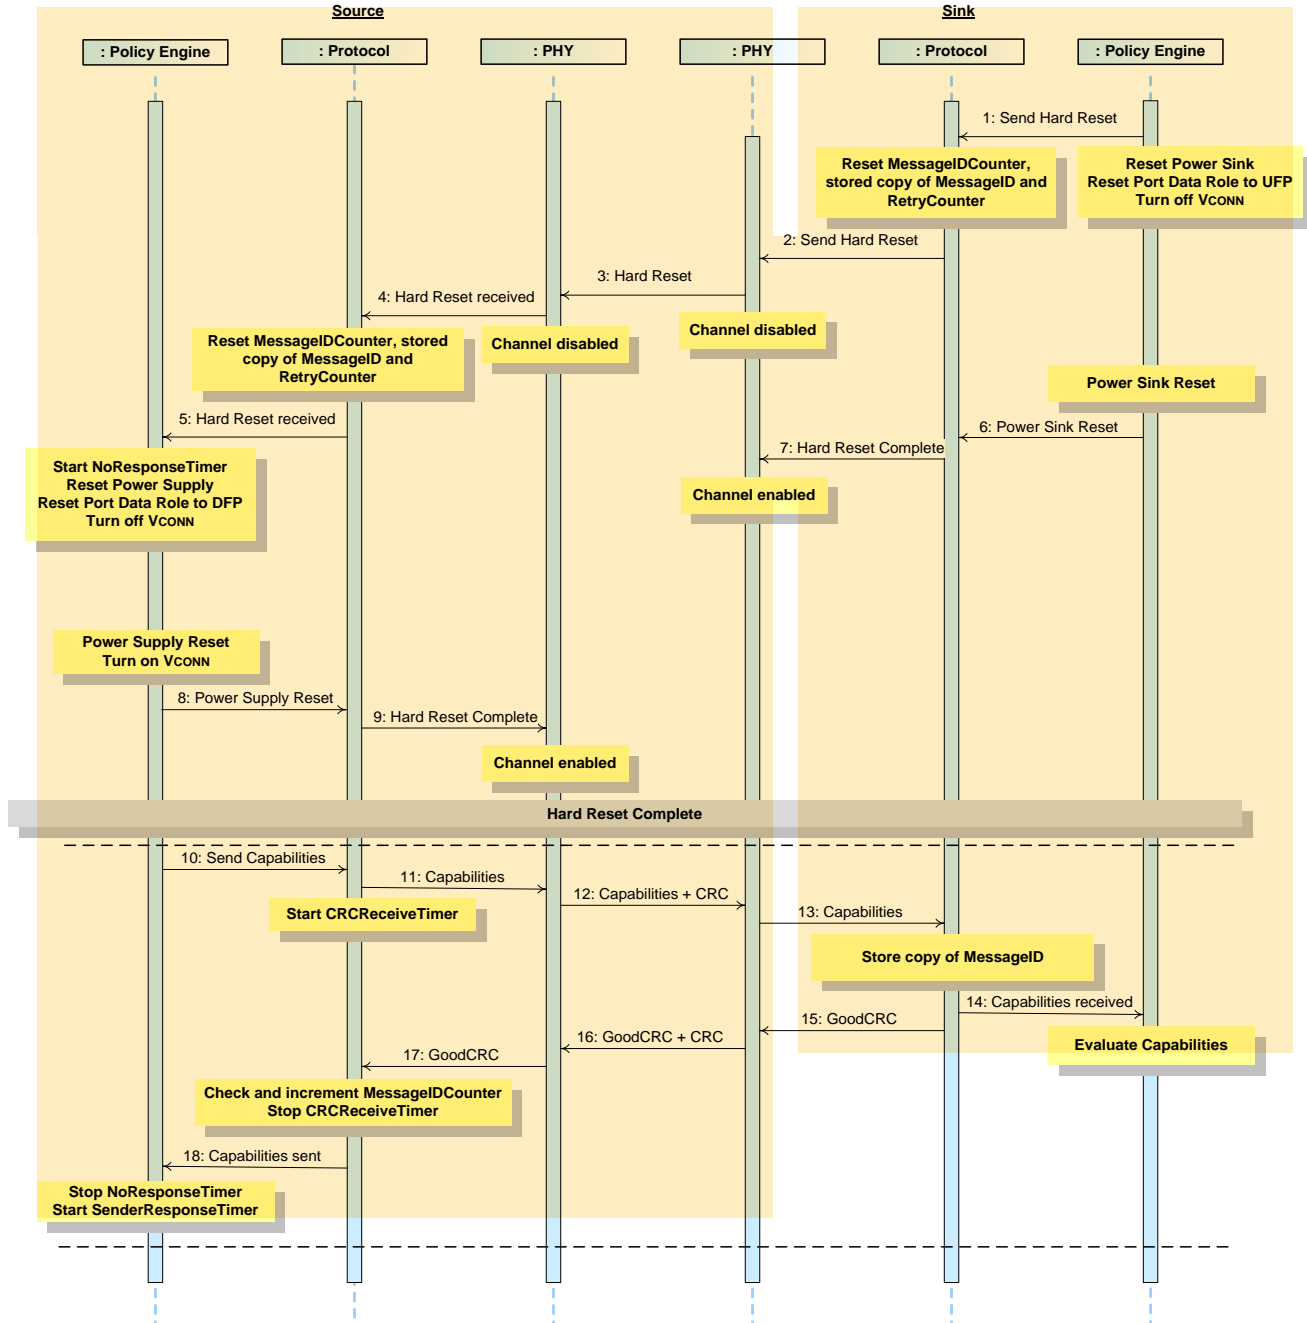 Source
Sink
: Policy Engine
: Protocol
: PHY
: PHY
: Protocol
: Policy Engine
1: Send Hard Reset
Reset MessageIDCounter,
stored copy of MessageID and
RetryCounter
Reset Power Sink
Reset Port Data Role to UFP
Turn off VCONN
2: Send Hard Reset
3: Hard Reset
4: Hard Reset received
Channel disabled
Reset MessageIDCounter, stored
copy of MessageID and
RetryCounter
Channel disabled
Power Sink Reset
5: Hard Reset received
6: Power Sink Reset
7: Hard Reset Complete
Start NoResponseTimer
Reset Power Supply
Reset Port Data Role to DFP
Turn off VCONN
Channel enabled
Power Supply Reset
Turn on VCONN
8: Power Supply Reset
9: Hard Reset Complete
Channel enabled
Hard Reset Complete
10: Send Capabilities
11: Capabilities
12: Capabilities + CRC
Start CRCReceiveTimer
13: Capabilities
Store copy of MessageID
14: Capabilities received
15: GoodCRC
16: GoodCRC + CRC
Evaluate Capabilities
17: GoodCRC
Check and increment MessageIDCounter
Stop CRCReceiveTimer
18: Capabilities sent
Stop NoResponseTimer
Start SenderResponseTimer